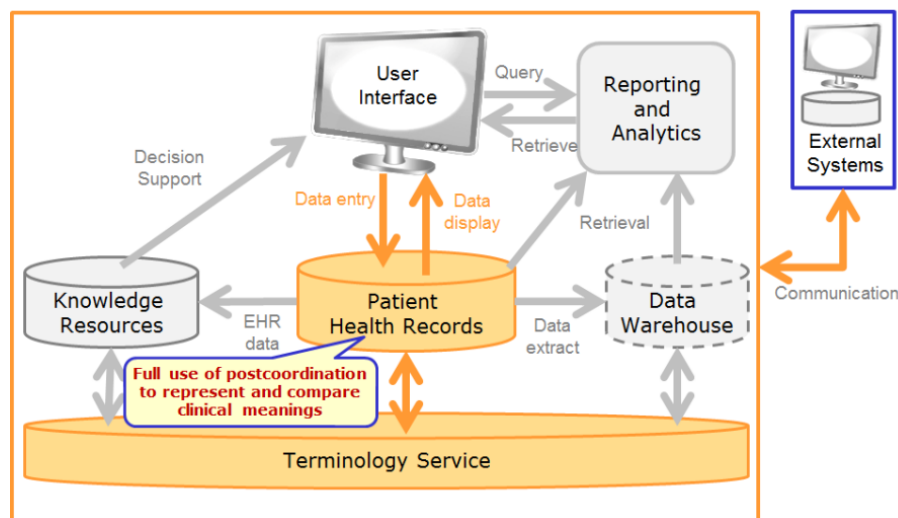 User
Interface
Query
Retrieve
Reporting
and
Analytics
External
Systems
Decision
Support
Data entry
Data
display
Retrieval
Communication
Knowledge
Resources
EHR
data
Patient
Health Records
Data
extract
Data
Warehouse
Full use of postcoordination
to represent and compare
clinical meanings
Terminology Service